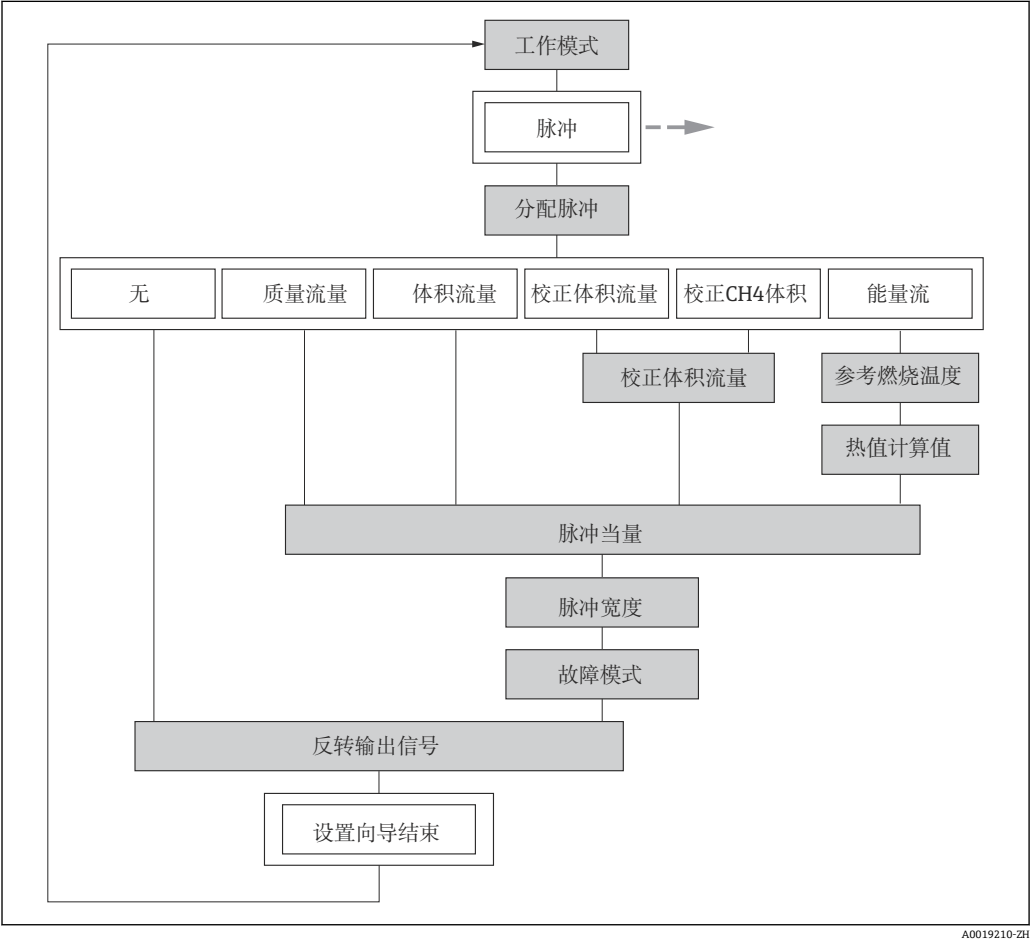 工作模式
脉冲
分配脉冲
无
质量流量
体积流量
校正体积流量
校正CH4体积
能量流
校正体积流量
参考燃烧温度
热值计算值
脉冲当量
脉冲宽度
故障模式
反转输出信号
设置向导结束
A0019210-ZH